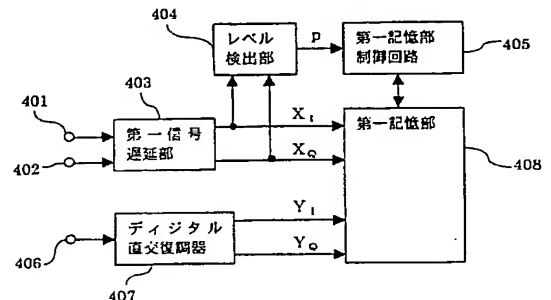 404
レベル
検出部
p
第一記憶部
制御回路
405
401
403
402
第一信号
遅延部
X_I
X_Q
第一記憶部
408
406
ディジタル
直交復調器
Y_I
Y_Q
407